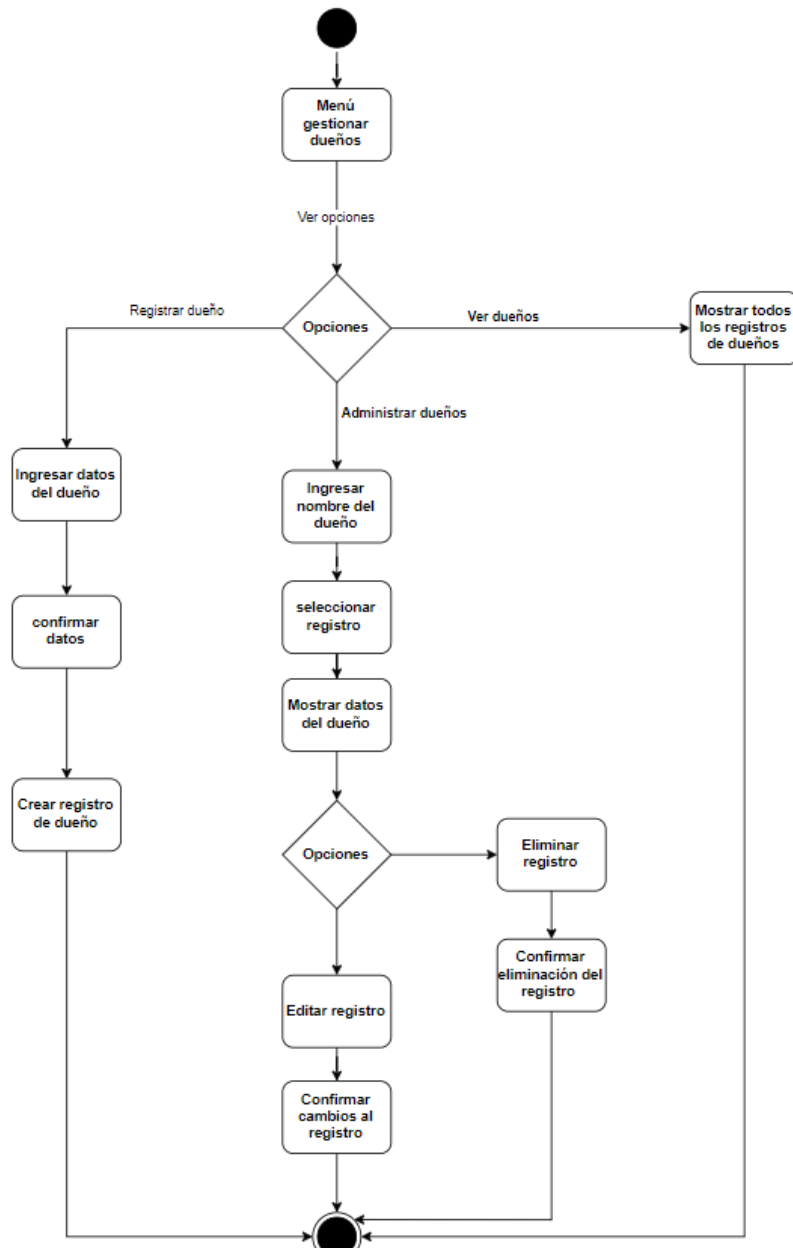 Menú
gestionar
dueños
Ver opciones
Registrar dueño
Opciones
Ver dueños
Mostrar todos
los registros
de dueños
Administrar dueños
Ingresar datos
del dueño
Ingresar
nombre del
dueño
confirmar
datos
seleccionar
registro
Mostrar datos
del dueño
Crear registro
de dueño
Opciones
Eliminar
registro
Confirmar
eliminación del
registro
Editar registro
Confirmar
cambios al
registro